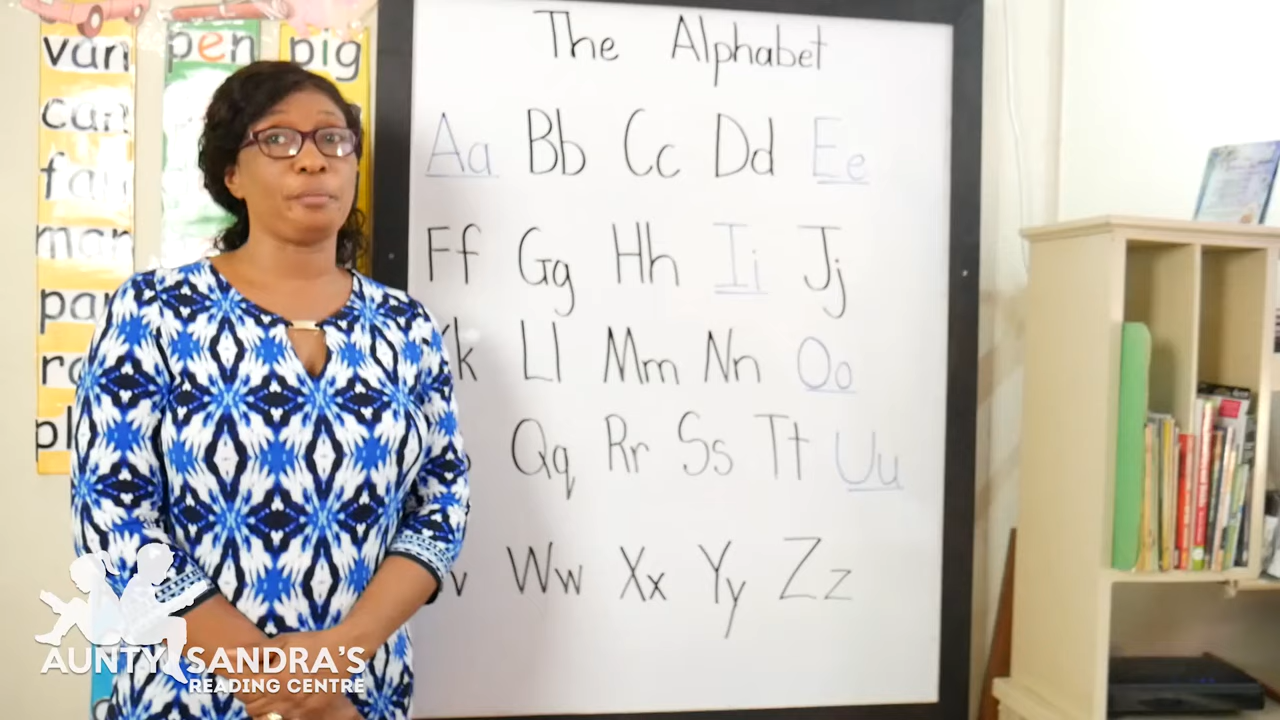 van
can
man
pen
pig
The Alphabet
Aa Bb Cc Dd Ee
Ff Gg Hh Ii Jj
k Ll Mm Nn Oo
Qq Rr Ss Tt Uu
v Ww Xx Yy Zz
AUNTY SANDRA'S
READING CENTRE